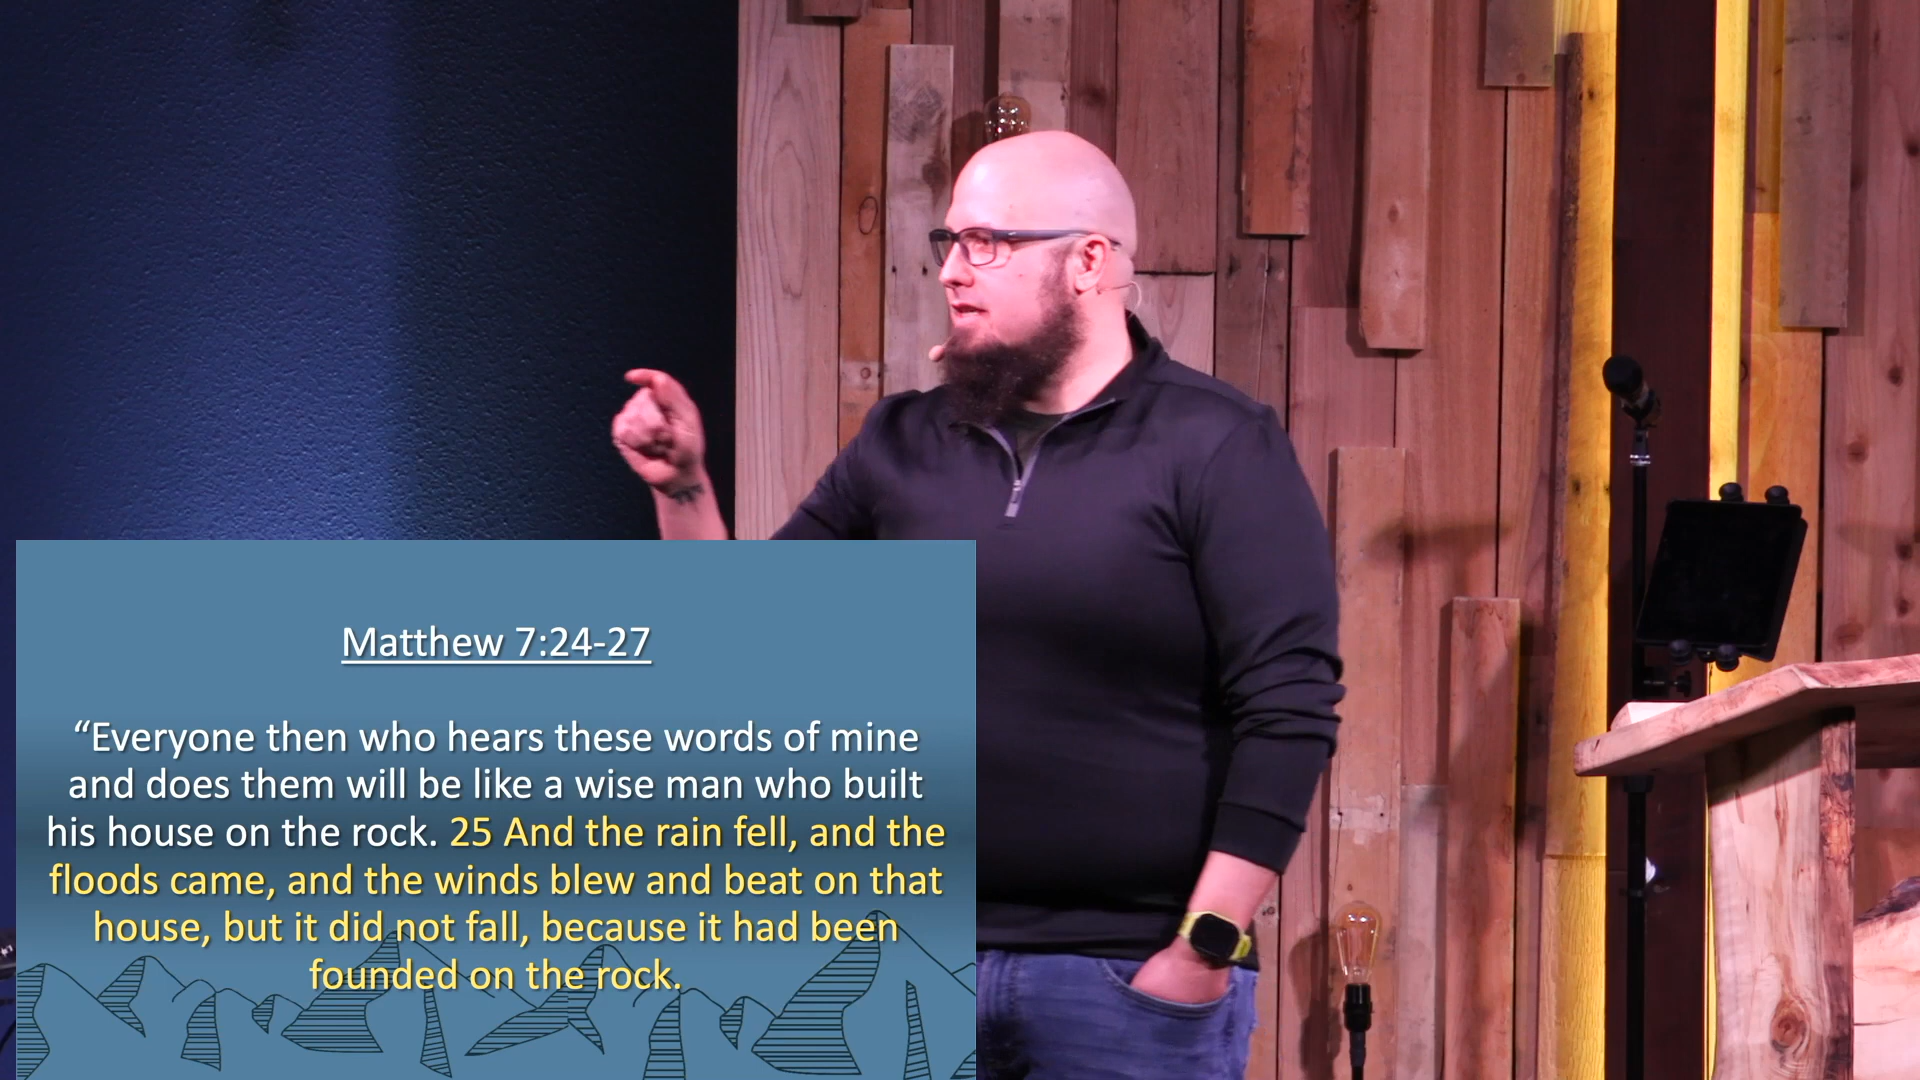 Matthew 7:24-27
“Everyone then who hears these words of mine
and does them will be like a wise man who built
his house on the rock. 25 And the rain fell, and the
floods came, and the winds blew and beat on that
house, but it did not fall, because it had been
founded on the rock.